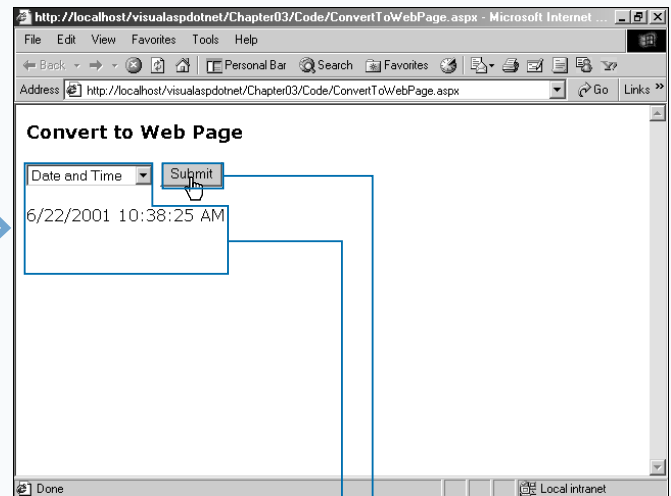 http://localhost/visualaspdotnet/Chapter03/Code/ConvertToWebPage.aspx - Microsoft Internet ...
File Edit View Favorites Tools Help
Back Personal Bar Search Favorites
Address http://localhost/visualaspdotnet/Chapter03/Code/ConvertToWebPage.aspx Go Links »
Convert to Web Page
Date and Time Submit
6/22/2001 10:38:25 AM
Done Local intranet